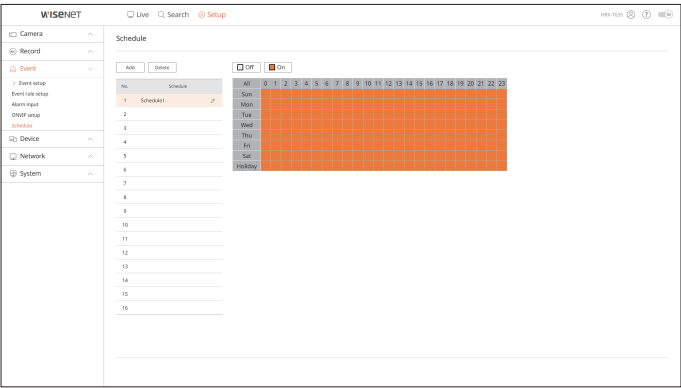 WISENET
Live Search Setup
HRX-1635
Camera
Record
Event
Event setup
Event rule setup
Alarm input
ONVIF setup
Schedule
Device
Network
System
Schedule
Add Delete
No. Schedule
1 Schedule1
2
3
4
5
6
7
8
9
10
11
12
13
14
15
16
Off On
All 0 1 2 3 4 5 6 7 8 9 10 11 12 13 14 15 16 17 18 19 20 21 22 23
Sun
Mon
Tue
Wed
Thu
Fri
Sat
Holiday